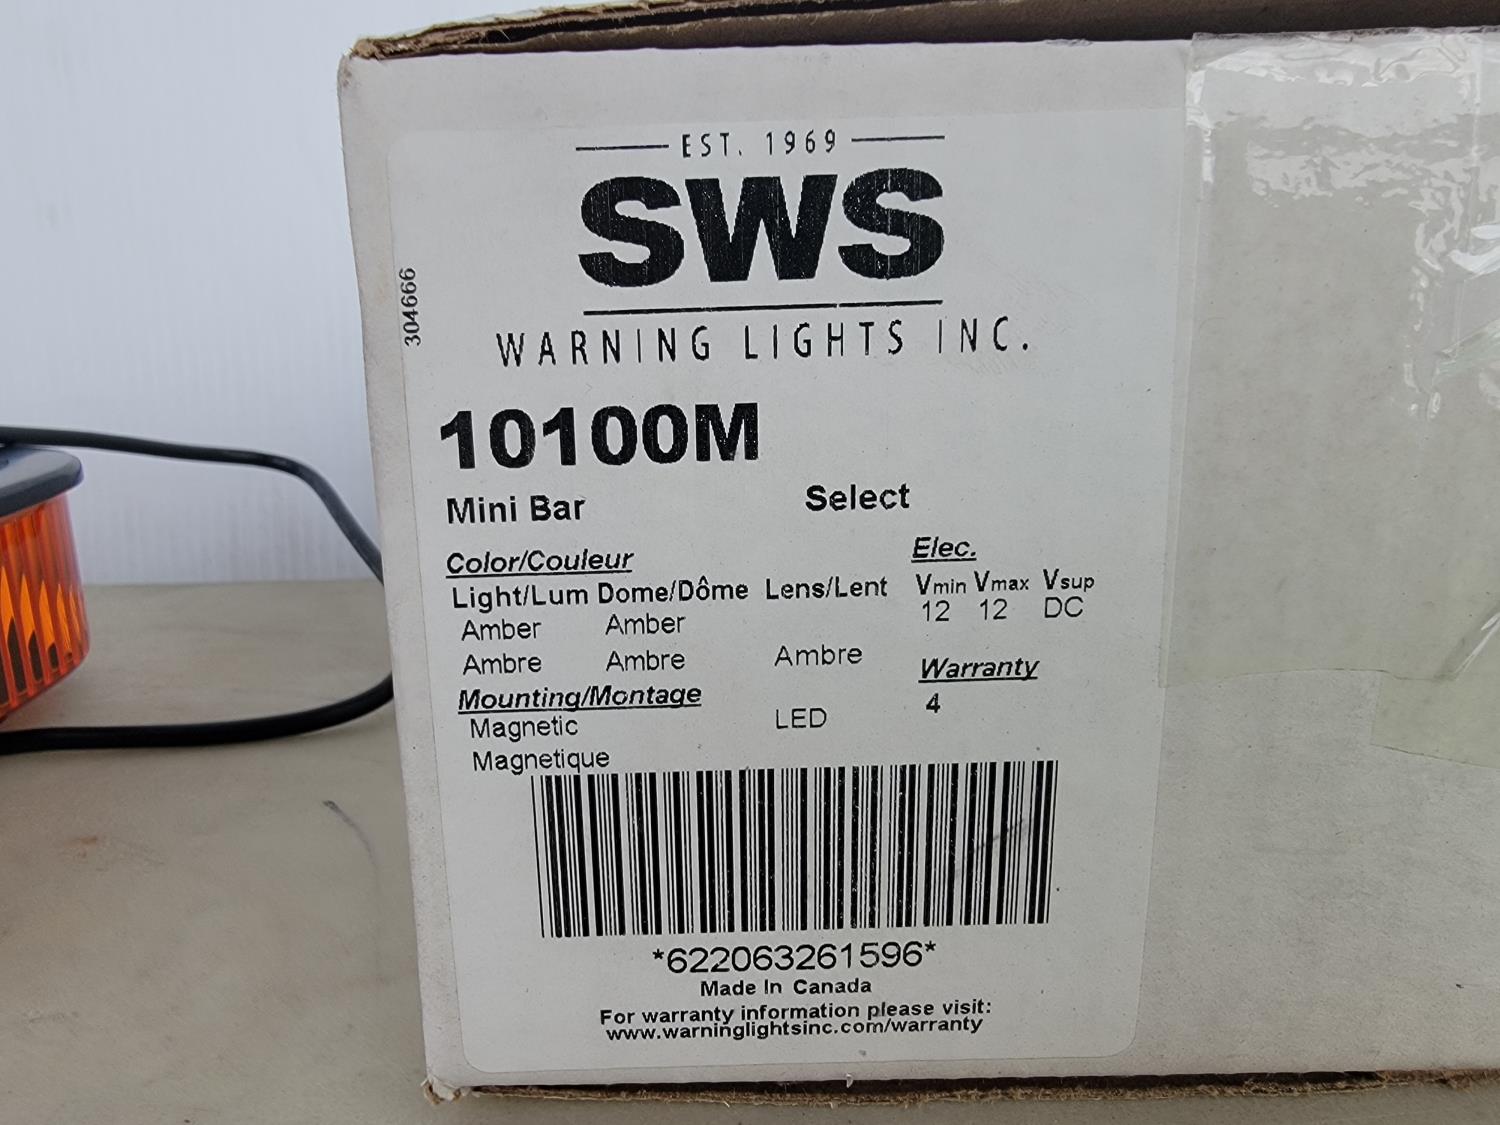 EST. 1969
SWS
WARNING LIGHTS INC.
304666
10100M
Mini Bar Select
Color/Couleur Elec.
Light/Lum Dome/Dôme Lens/Lent Vmin Vmax Vsup
Amber Amber 12 12 DC
Ambre Ambre Ambre Warranty
Mounting/Montage 4
Magnetic LED
Magnetique
*622063261596*
Made In Canada
For warranty information please visit:
www.warninglightsinc.com/warranty